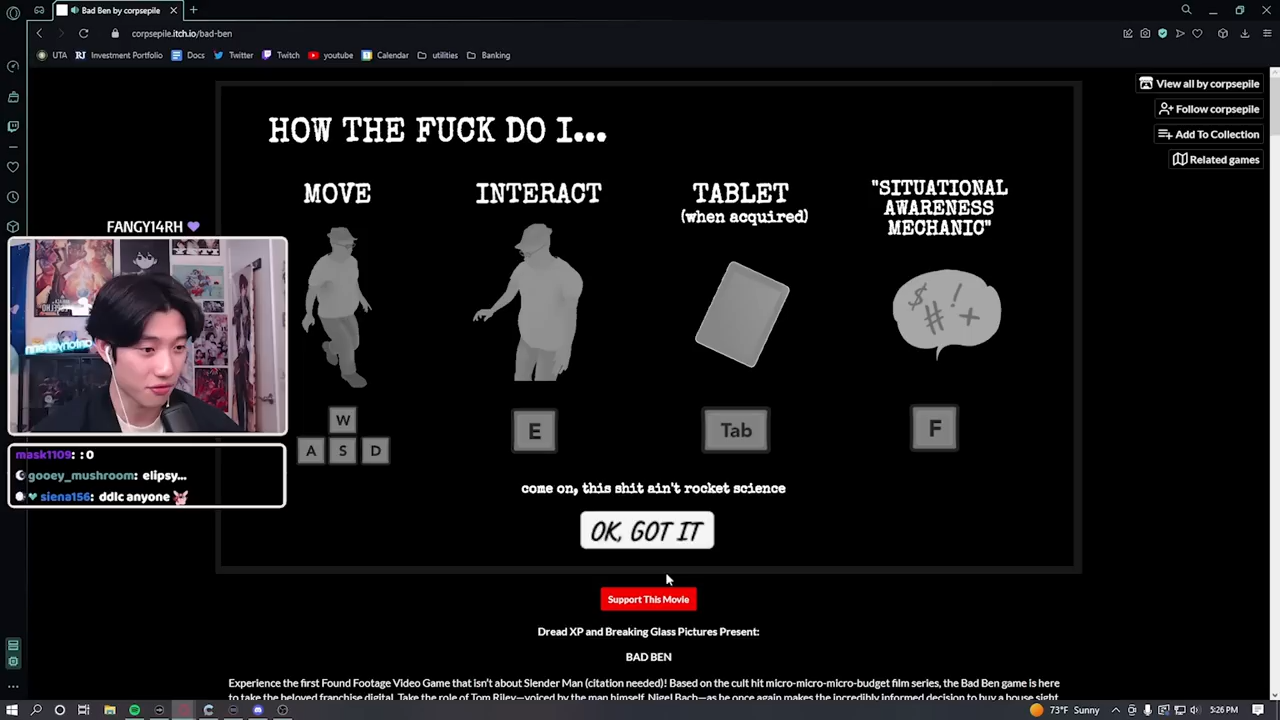 Bad Ben by corpsepile
corpsepile.itch.io/bad-ben
UTA
RJ Investment Portfolio
Docs
Twitter
Twitch
youtube
Calendar
utilities
Banking
View all by corpsepile
Follow corpsepile
Add To Collection
Related games
HOW THE FUCK DO I...
MOVE
INTERACT
TABLET
(when acquired)
"SITUATIONAL
AWARENESS
MECHANIC"
$#!+
W
A S D
E
Tab
F
come on, this shit ain't rocket science
OK, GOT IT
FANGY14RH
mask1109: :0
gooey_mushroom: elipsy...
siena156: ddlc anyone
Support This Movie
Dread XP and Breaking Glass Pictures Present:
BAD BEN
Experience the first Found Footage Video Game that isn't about Slender Man (citation needed)! Based on the cult hit micro-micro-micro-budget film series, the Bad Ben game is here
to take the beloved franchise digital. Take the role of Tom Riley—voiced by the man himself, Nigel Bach—as he once again makes the incredibly informed decision to buy a house sight
73°F Sunny
5:26 PM